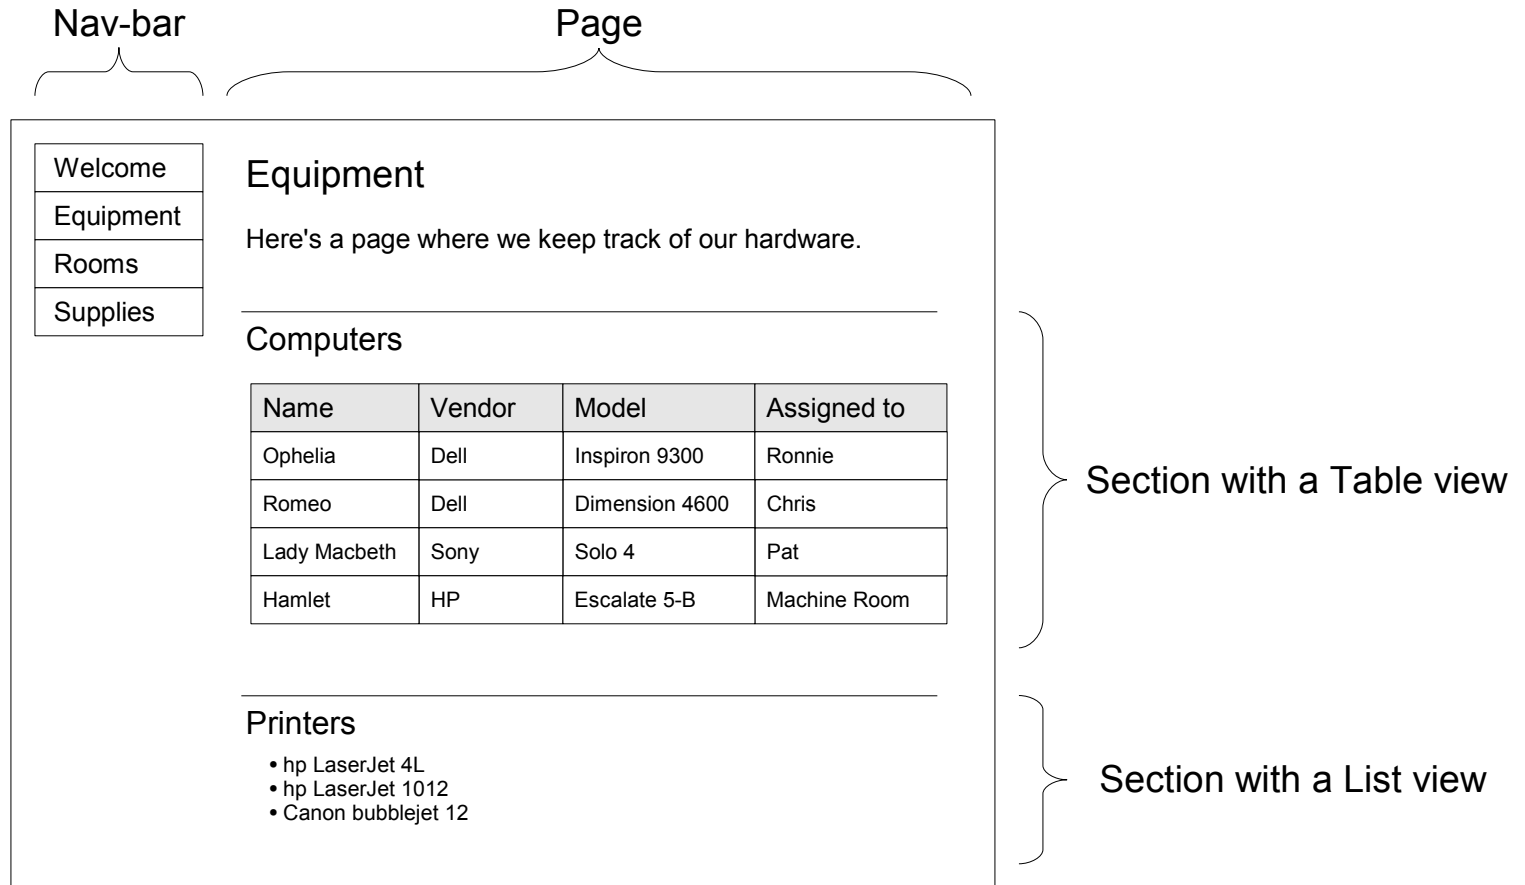 Nav-bar
Page
Welcome
Equipment
Rooms
Supplies
Equipment
Here's a page where we keep track of our hardware.
Computers
Name Vendor Model Assigned to
Ophelia Dell Inspiron 9300 Ronnie
Romeo Dell Dimension 4600 Chris
Lady Macbeth Sony Solo 4 Pat
Hamlet HP Escalate 5-B Machine Room
Section with a Table view
Printers
• hp LaserJet 4L
• hp LaserJet 1012
• Canon bubblejet 12
Section with a List view